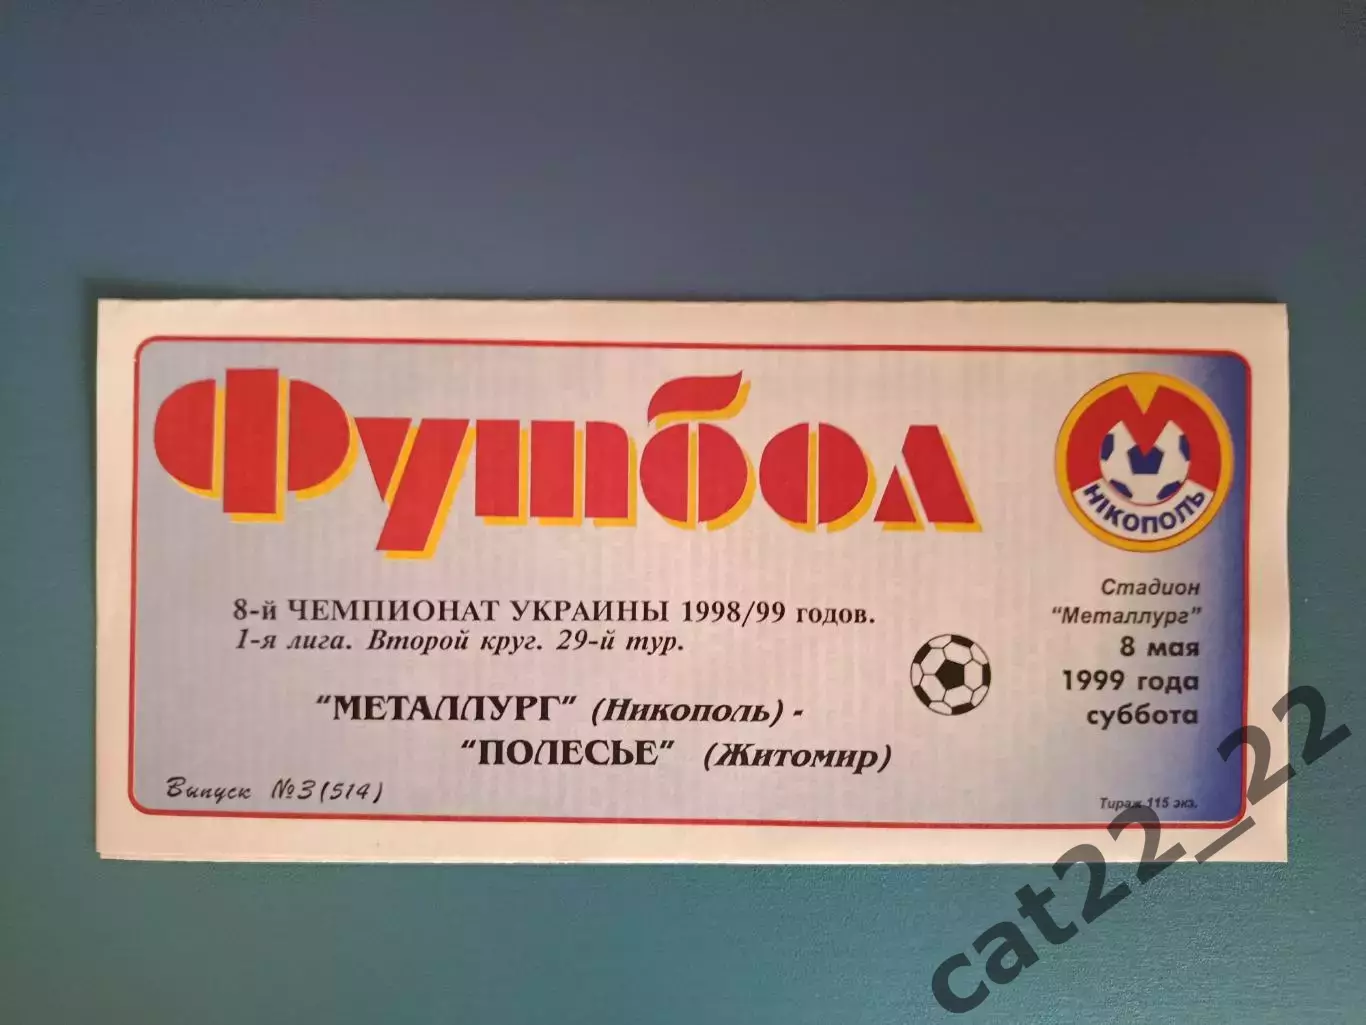 Футбол
М
НІКОПОЛЬ
8-й ЧЕМПИОНАТ УКРАИНЫ 1998/99 годов.
1-я лига. Второй круг. 29-й тур.
"МЕТАЛЛУРГ" (Никополь) -
"ПОЛЕСЬЕ" (Житомир)
Выпуск №3(514)
Стадион
"Металлург"
8 мая
1999 года
суббота
Тираж 115 экз.
cat22_22